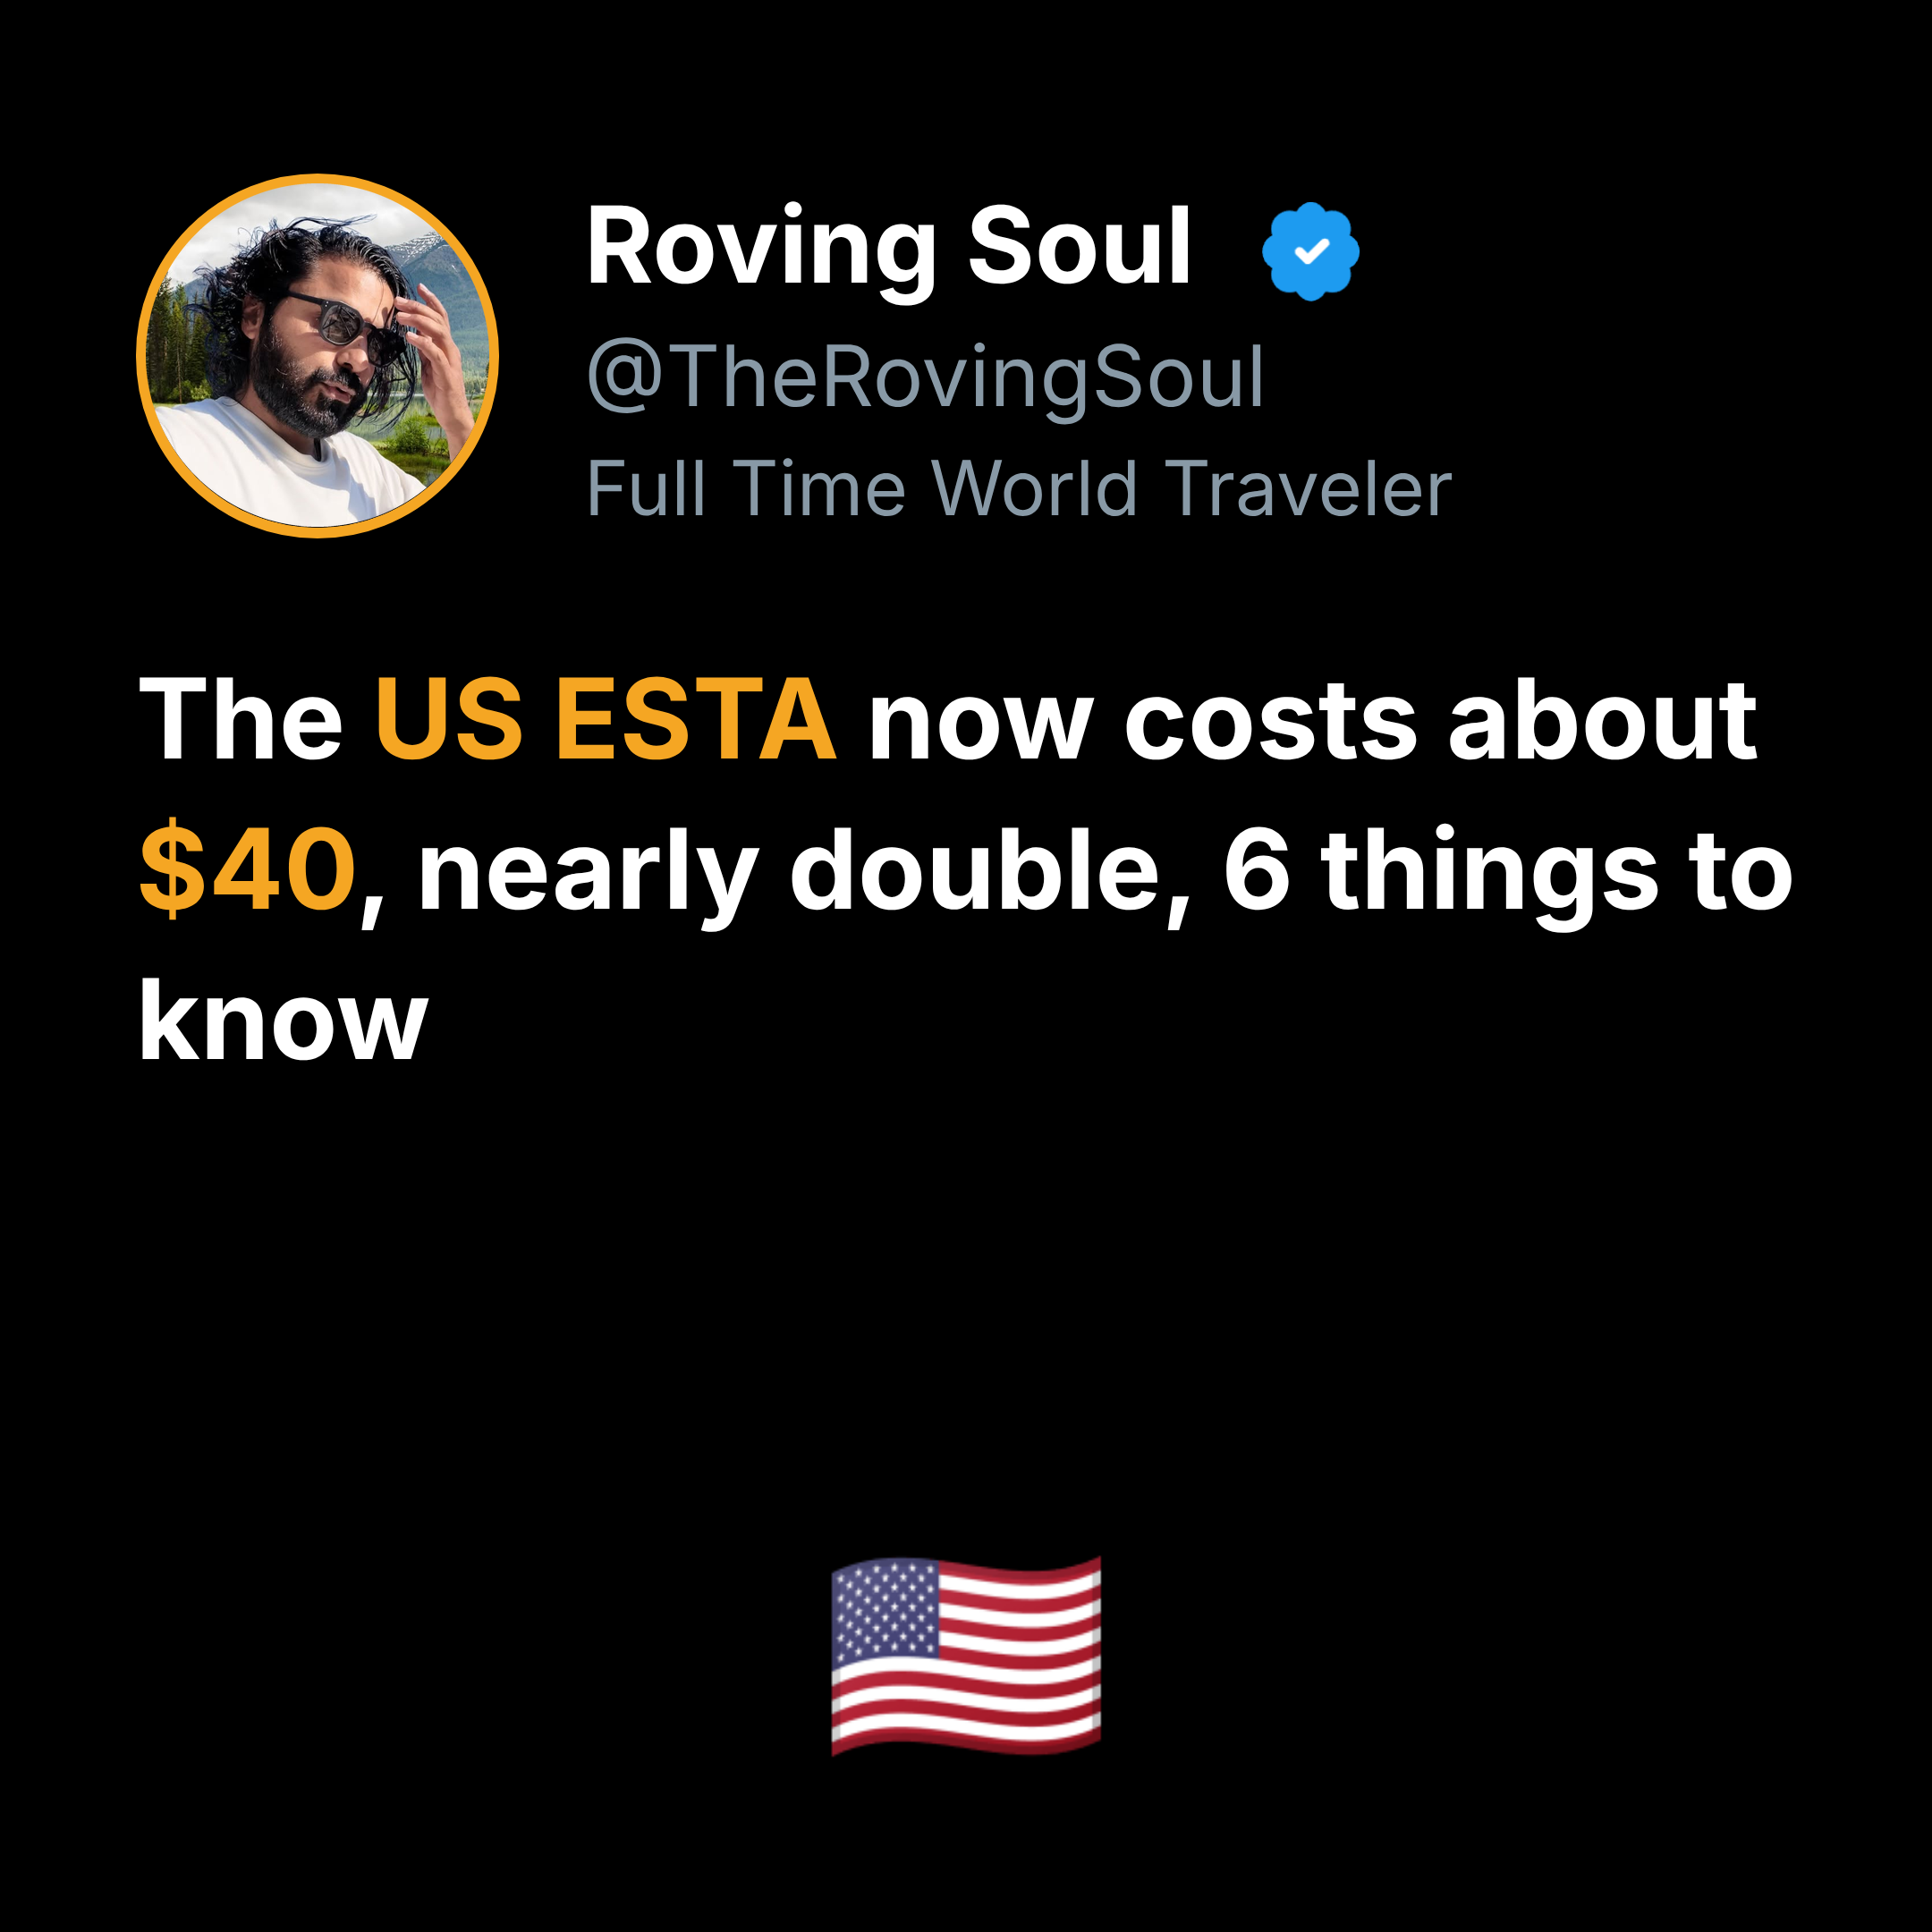 Roving Soul
@TheRovingSoul
Full Time World Traveler
The US ESTA now costs about
$40, nearly double, 6 things to
know